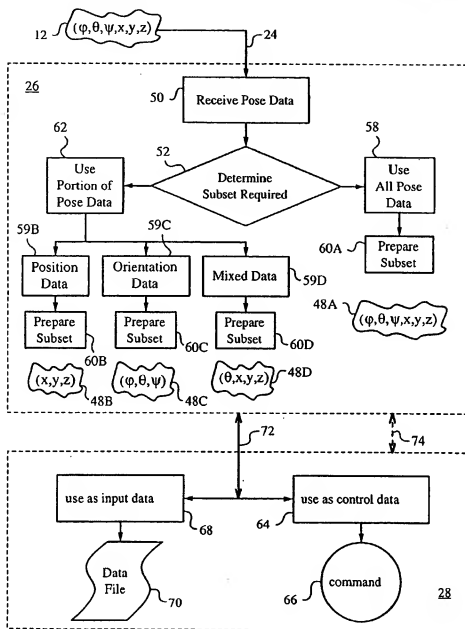 12
(φ,θ,ψ,x,y,z)
24
26
50
Receive Pose Data
62
52
58
Use
Portion of
Pose Data
Determine
Subset Required
Use
All Pose
Data
59B
59C
59D
60A
Position
Data
Orientation
Data
Mixed Data
Prepare
Subset
Prepare
Subset
Prepare
Subset
Prepare
Subset
48A
60B
60C
60D
(φ,θ,ψ,x,y,z)
(x,y,z)
48B
(φ,θ,ψ)
48C
(θ,x,y,z)
48D
72
74
use as input data
use as control data
68
64
Data
File
70
command
66
28